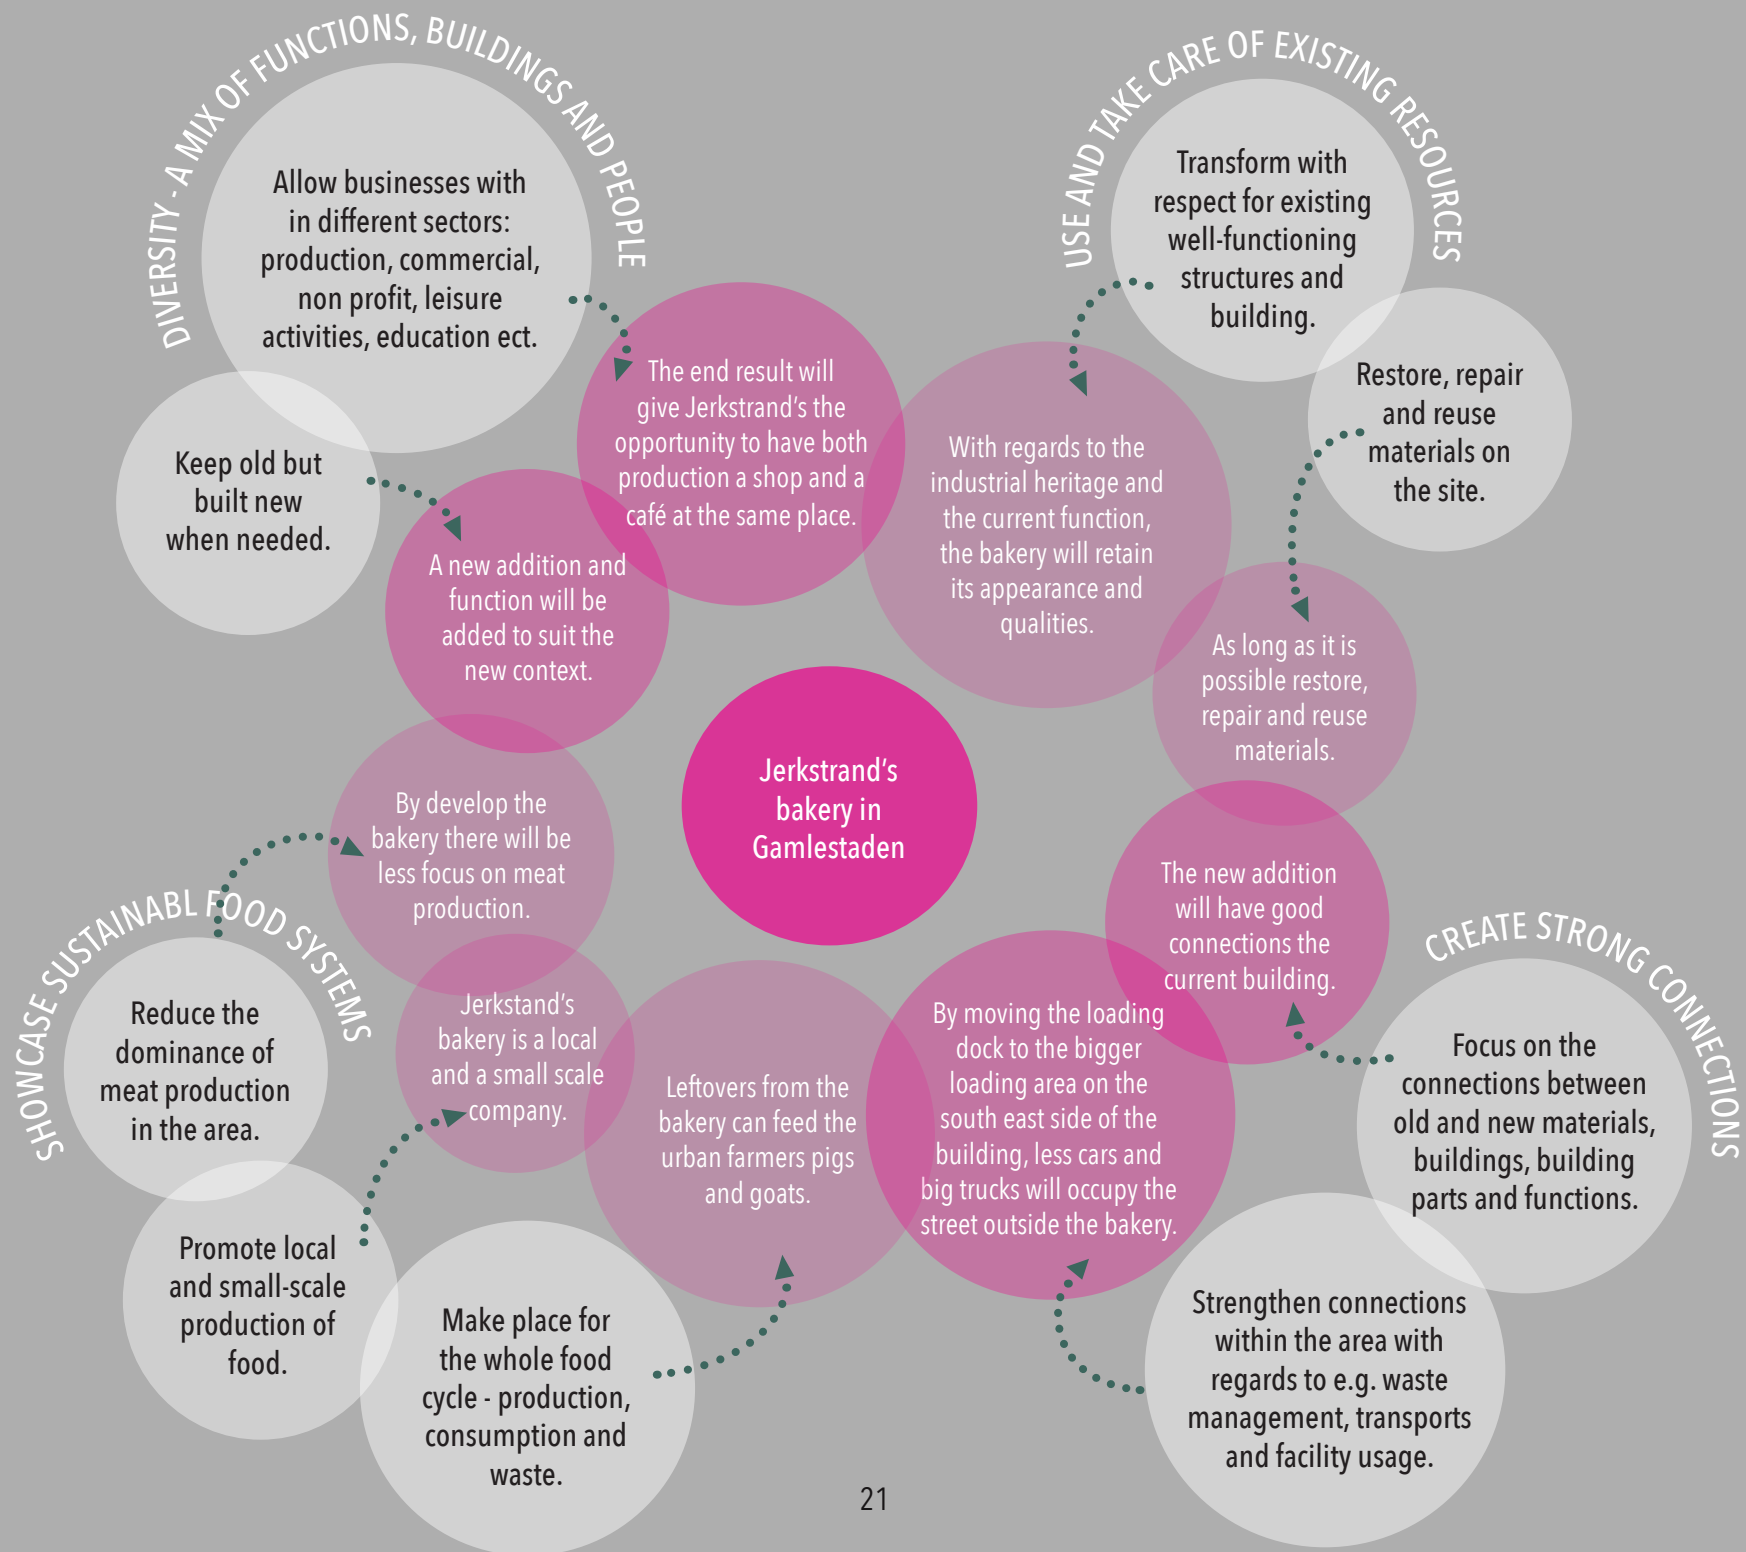 DIVERSITY - A MIX OF FUNCTIONS, BUILDINGS AND PEOPLE
Allow businesses with
in different sectors:
production, commercial,
non profit, leisure
activities, education ect.
Keep old but
built new
when needed.
The end result will
give Jerkstrand's the
opportunity to have both
production a shop and a
café at the same place.
A new addition and
function will be
added to suit the
new context.
USE AND TAKE CARE OF EXISTING RESOURCES
Transform with
respect for existing
well-functioning
structures and
building.
Restore, repair
and reuse
materials on
the site.
With regards to the
industrial heritage and
the current function,
the bakery will retain
its appearance and
qualities.
As long as it is
possible restore,
repair and reuse
materials.
Jerkstrand's
bakery in
Gamlestaden
SHOWCASE SUSTAINABL FOOD SYSTEMS
Reduce the
dominance of
meat production
in the area.
Promote local
and small-scale
production of
food.
Make place for
the whole food
cycle - production,
consumption and
waste.
By develop the
bakery there will be
less focus on meat
production.
Jerkstand's
bakery is a local
and a small scale
company.
Leftovers from the
bakery can feed the
urban farmers pigs
and goats.
CREATE STRONG CONNECTIONS
The new addition
will have good
connections the
current building.
By moving the loading
dock to the bigger
loading area on the
south east side of the
building, less cars and
big trucks will occupy the
street outside the bakery.
Focus on the
connections between
old and new materials,
buildings, building
parts and functions.
Strengthen connections
within the area with
regards to e.g. waste
management, transports
and facility usage.
21